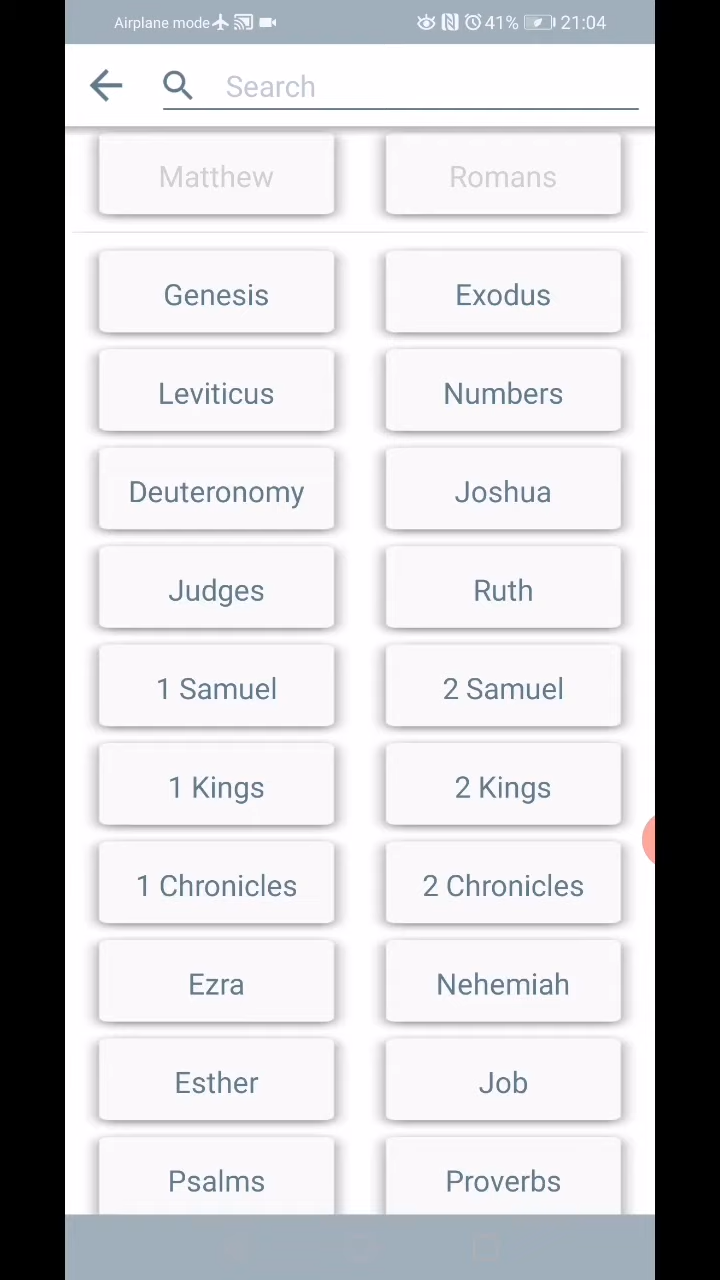 Airplane mode 41% 21:04
Search
Matthew Romans
Genesis Exodus
Leviticus Numbers
Deuteronomy Joshua
Judges Ruth
1 Samuel 2 Samuel
1 Kings 2 Kings
1 Chronicles 2 Chronicles
Ezra Nehemiah
Esther Job
Psalms Proverbs